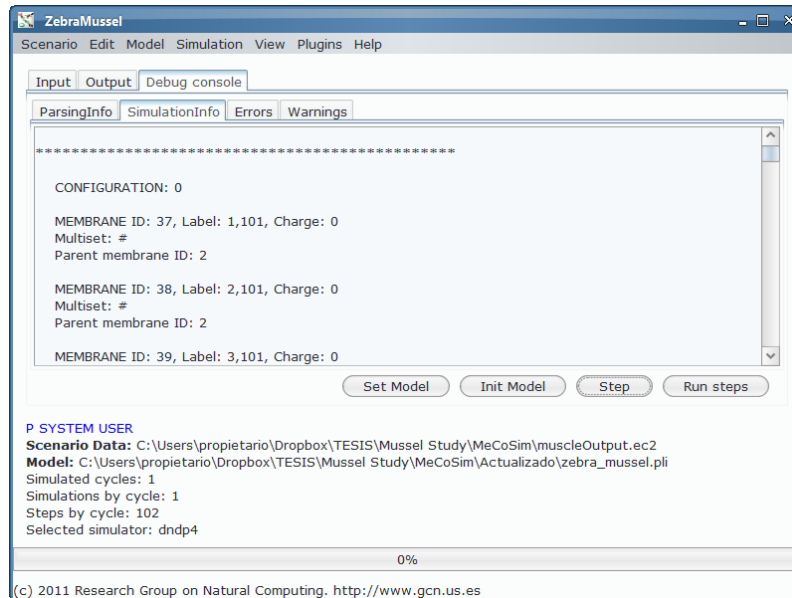 ZebraMussel
Scenario Edit Model Simulation View Plugins Help
Input Output Debug console
ParsingInfo SimulationInfo Errors Warnings
***********************************************
CONFIGURATION: 0
MEMBRANE ID: 37, Label: 1,101, Charge: 0
Multiset: #
Parent membrane ID: 2
MEMBRANE ID: 38, Label: 2,101, Charge: 0
Multiset: #
Parent membrane ID: 2
MEMBRANE ID: 39, Label: 3,101, Charge: 0
Set Model Init Model Step Run steps
P SYSTEM USER
Scenario Data: C:\Users\propietario\Dropbox\TESIS\Mussel Study\MeCoSim\muscleOutput.ec2
Model: C:\Users\propietario\Dropbox\TESIS\Mussel Study\MeCoSim\Actualizado\zebra_mussel.pli
Simulated cycles: 1
Simulations by cycle: 1
Steps by cycle: 102
Selected simulator: dndp4
0%
(c) 2011 Research Group on Natural Computing. http://www.gcn.us.es